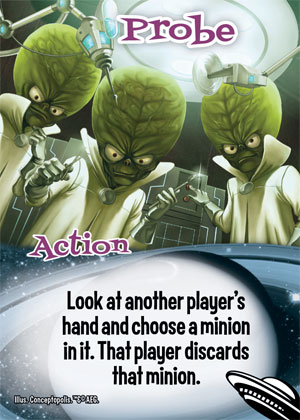 Probe
Action
Look at another player's
hand and choose a minion
in it. That player discards
that minion.
Illus. Conceptopolis. ™©AEG.